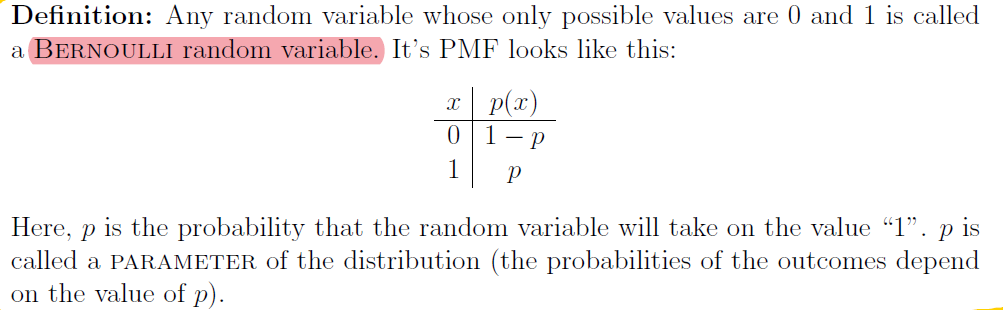 Definition: Any random variable whose only possible values are 0 and 1 is called
a BERNOULLI random variable. It's PMF looks like this:
x p(x)
0 1 − p
1 p
Here, p is the probability that the random variable will take on the value “1”. p is
called a PARAMETER of the distribution (the probabilities of the outcomes depend
on the value of p).